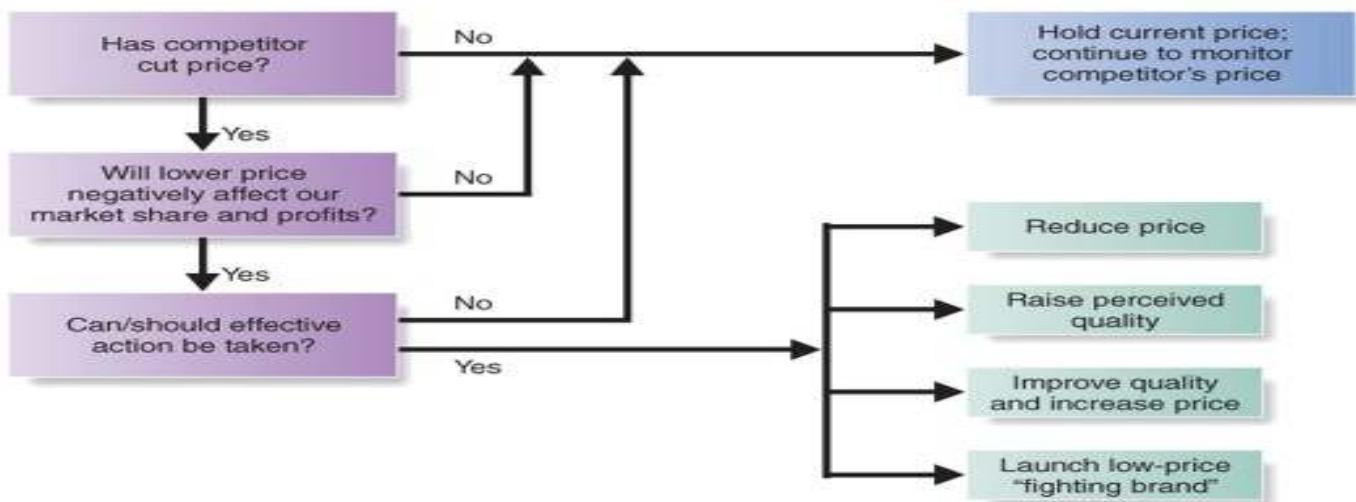 Has competitor
cut price?
No
Hold current price;
continue to monitor
competitor's price
Yes
Will lower price
negatively affect our
market share and profits?
No
Yes
Can/should effective
action be taken?
No
Yes
Reduce price
Raise perceived
quality
Improve quality
and increase price
Launch low-price
"fighting brand"